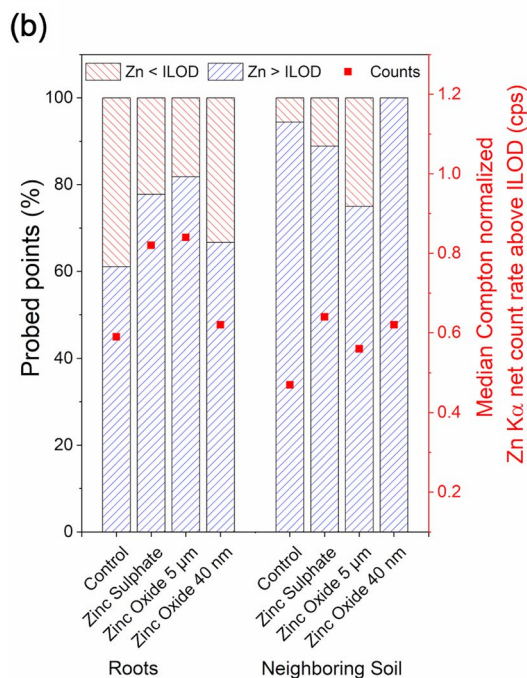 (b)
Zn < ILOD Zn > ILOD Counts
Probed points (%)
100
80
60
40
20
0
1.2
1.0
0.8
0.6
0.4
0.2
Median Compton normalized
Zn Kα net count rate above ILOD (cps)
Control
Zinc Sulphate
Zinc Oxide 5 µm
Zinc Oxide 40 nm
Control
Zinc Sulphate
Zinc Oxide 5 µm
Zinc Oxide 40 nm
Roots Neighboring Soil